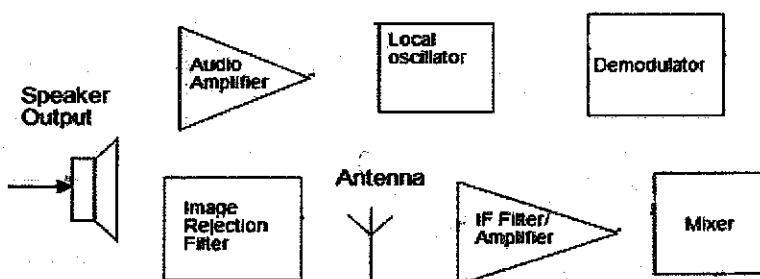 Audio
Amplifier
Local
oscillator
Demodulator
Speaker
Output
Image
Rejection
Filter
Antenna
IF Filter/
Amplifier
Mixer